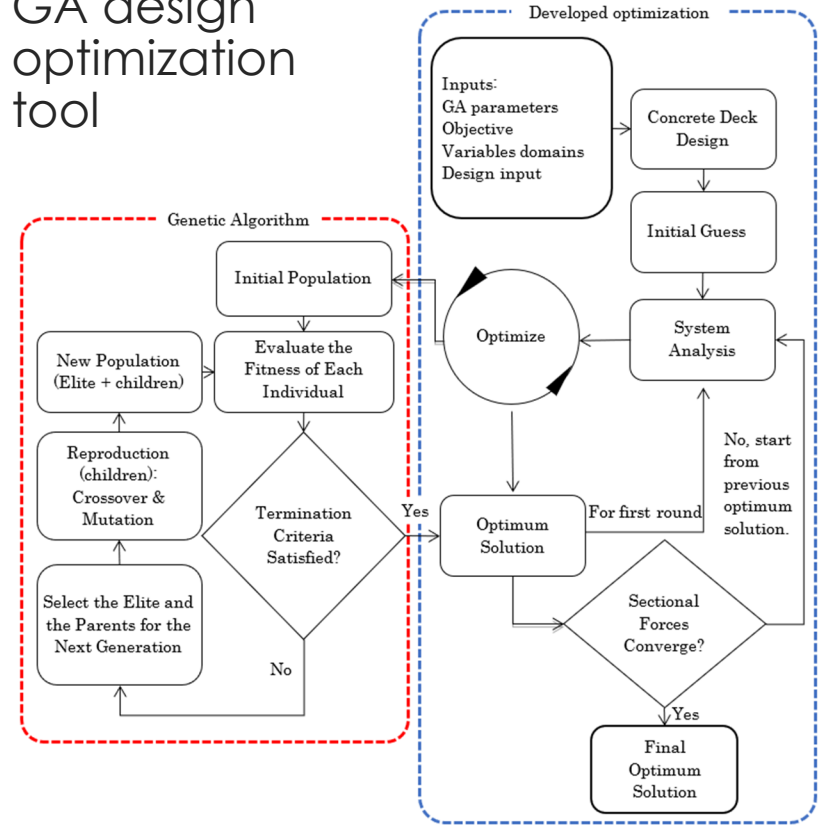 GA design
optimization
tool
Developed optimization
Inputs:
GA parameters
Objective
Variables domains
Design input
Concrete Deck
Design
Initial Guess
System
Analysis
Optimize
Genetic Algorithm
Initial Population
Evaluate the
Fitness of Each
Individual
New Population
(Elite + children)
Reproduction
(children):
Crossover &
Mutation
Select the Elite and
the Parents for the
Next Generation
Termination
Criteria
Satisfied?
No
Yes
Optimum
Solution
For first round
No, start
from
previous
optimum
solution.
Sectional
Forces
Converge?
Yes
Final
Optimum
Solution